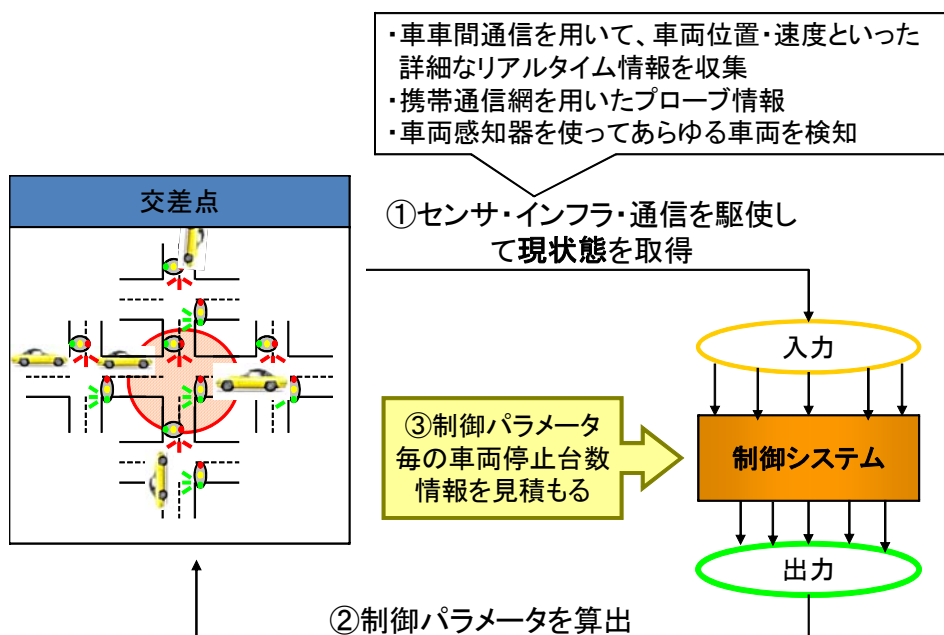 ・車車間通信を用いて、車両位置・速度といった
詳細なリアルタイム情報を収集
・携帯通信網を用いたプローブ情報
・車両感知器を使ってあらゆる車両を検知
交差点
①センサ・インフラ・通信を駆使し
て現状態を取得
入力
③制御パラメータ
毎の車両停止台数
情報を見積もる
制御システム
出力
②制御パラメータを算出